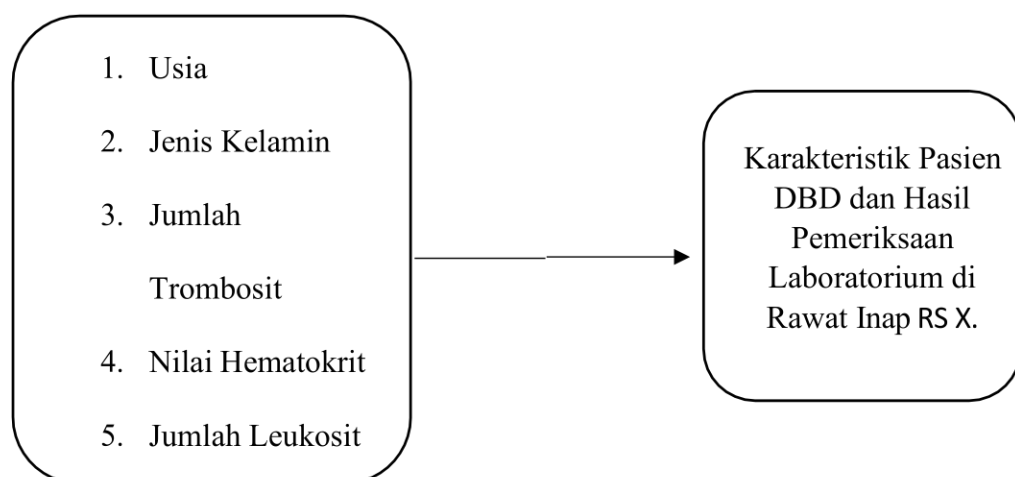 1. Usia
2. Jenis Kelamin
3. Jumlah
Trombosit
4. Nilai Hematokrit
5. Jumlah Leukosit
Karakteristik Pasien
DBD dan Hasil
Pemeriksaan
Laboratorium di
Rawat Inap RS X.